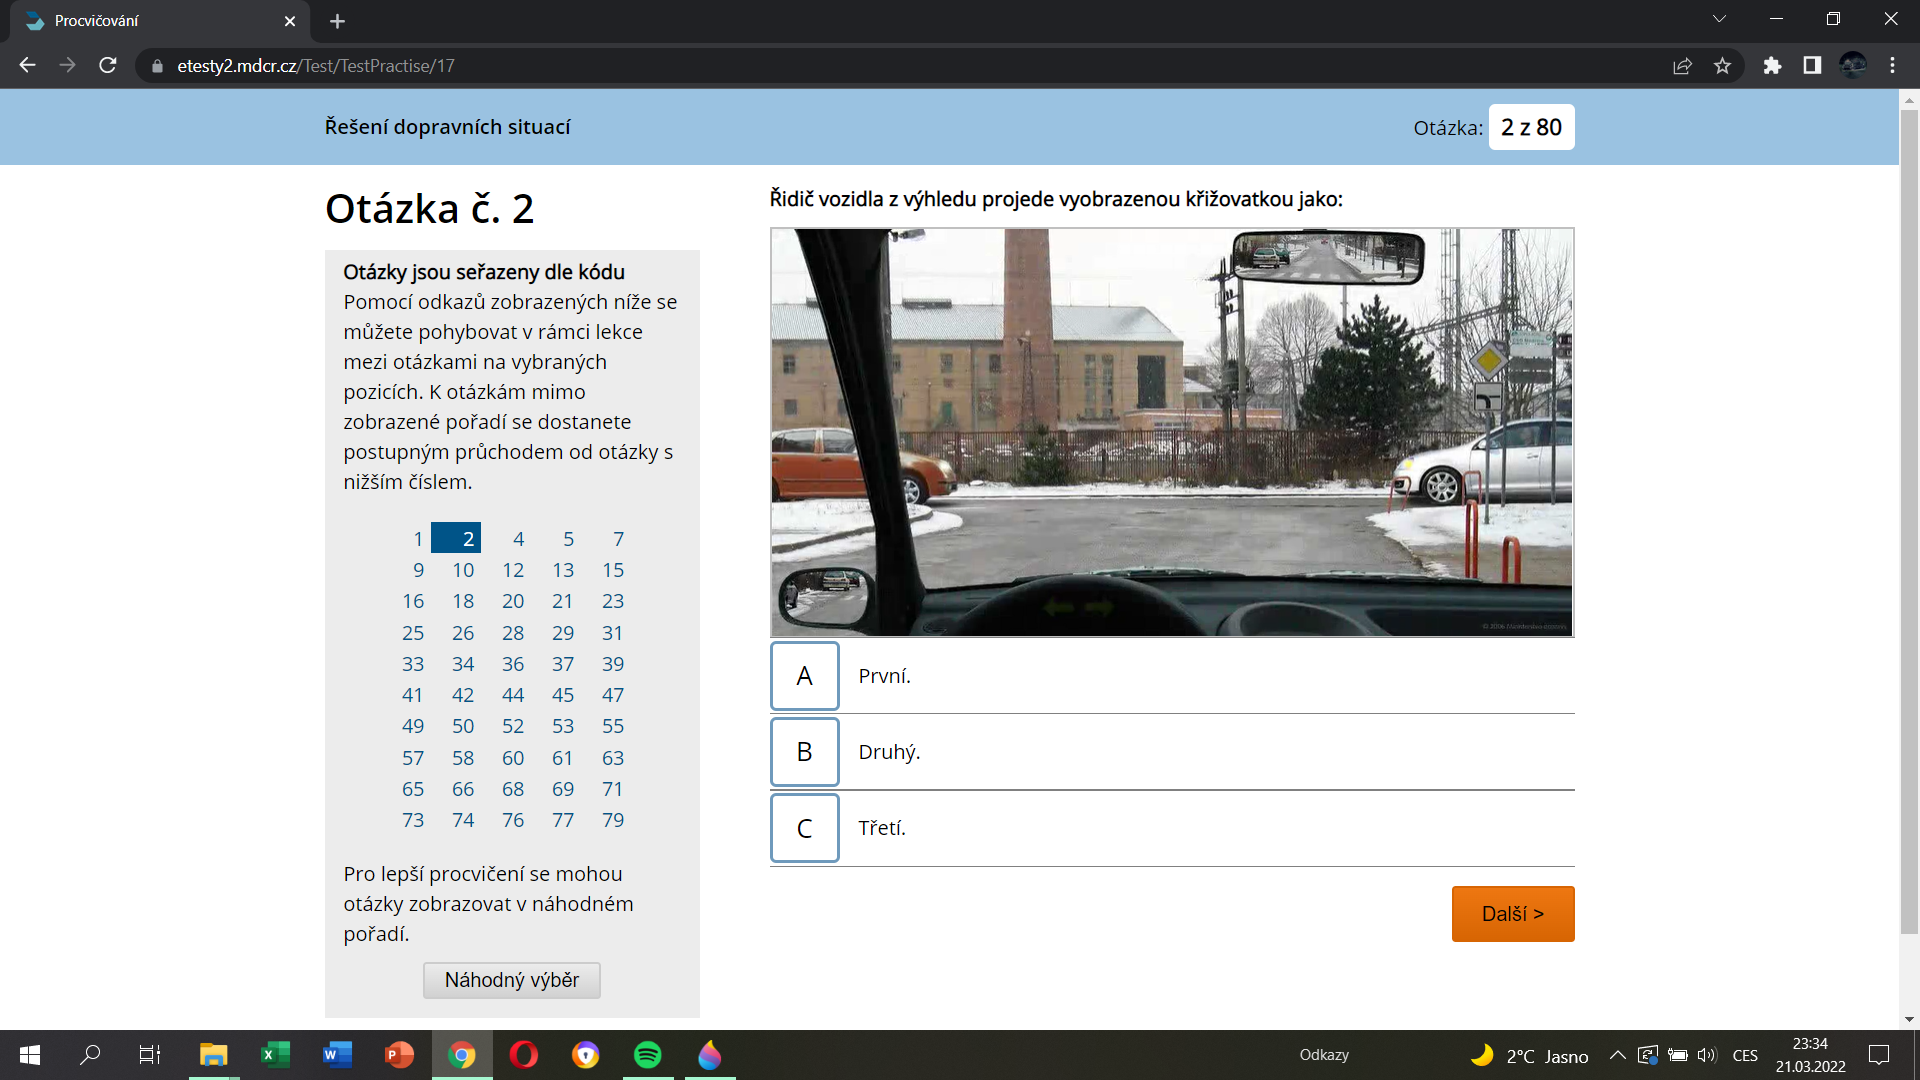 Procvičování
etesty2.mdcr.cz/Test/TestPractise/17
Řešení dopravních situací
Otázka: 2 z 80
Otázka č. 2
Otázky jsou seřazeny dle kódu
Pomocí odkazů zobrazených níže se
můžete pohybovat v rámci lekce
mezi otázkami na vybraných
pozicích. K otázkám mimo
zobrazené pořadí se dostanete
postupným průchodem od otázky s
nižším číslem.
1 2 4 5 7
9 10 12 13 15
16 18 20 21 23
25 26 28 29 31
33 34 36 37 39
41 42 44 45 47
49 50 52 53 55
57 58 60 61 63
65 66 68 69 71
73 74 76 77 79
Pro lepší procvičení se mohou
otázky zobrazovat v náhodném
pořadí.
Náhodný výběr
Řidič vozidla z výhledu projede vyobrazenou křižovatkou jako:
A První.
B Druhý.
C Třetí.
Další >
Odkazy
2°C Jasno
CES
23:34
21.03.2022